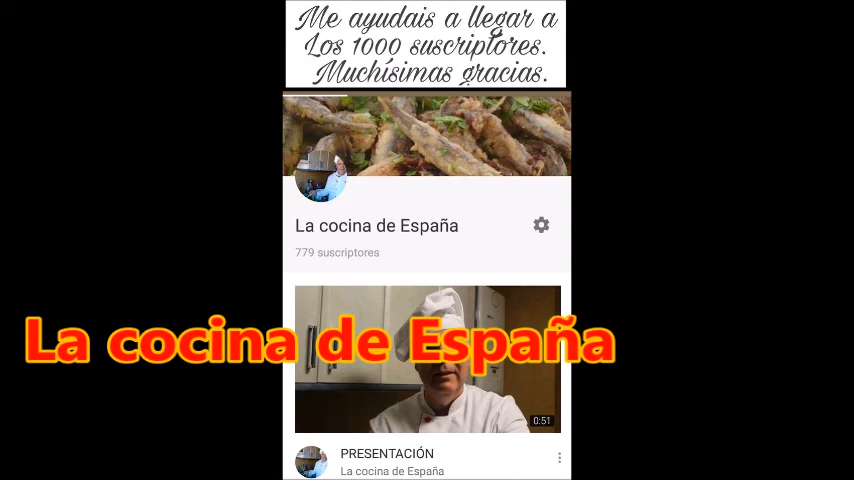 Me ayudais a llegar a
Los 1000 suscriptores.
Muchísimas gracias.
La cocina de España
779 suscriptores
La cocina de España
0:51
PRESENTACIÓN
La cocina de España